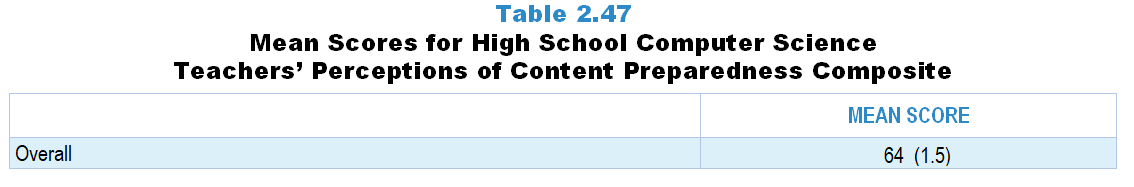 Table 2.47
Mean Scores for High School Computer Science
Teachers’ Perceptions of Content Preparedness Composite
MEAN SCORE
Overall 64 (1.5)